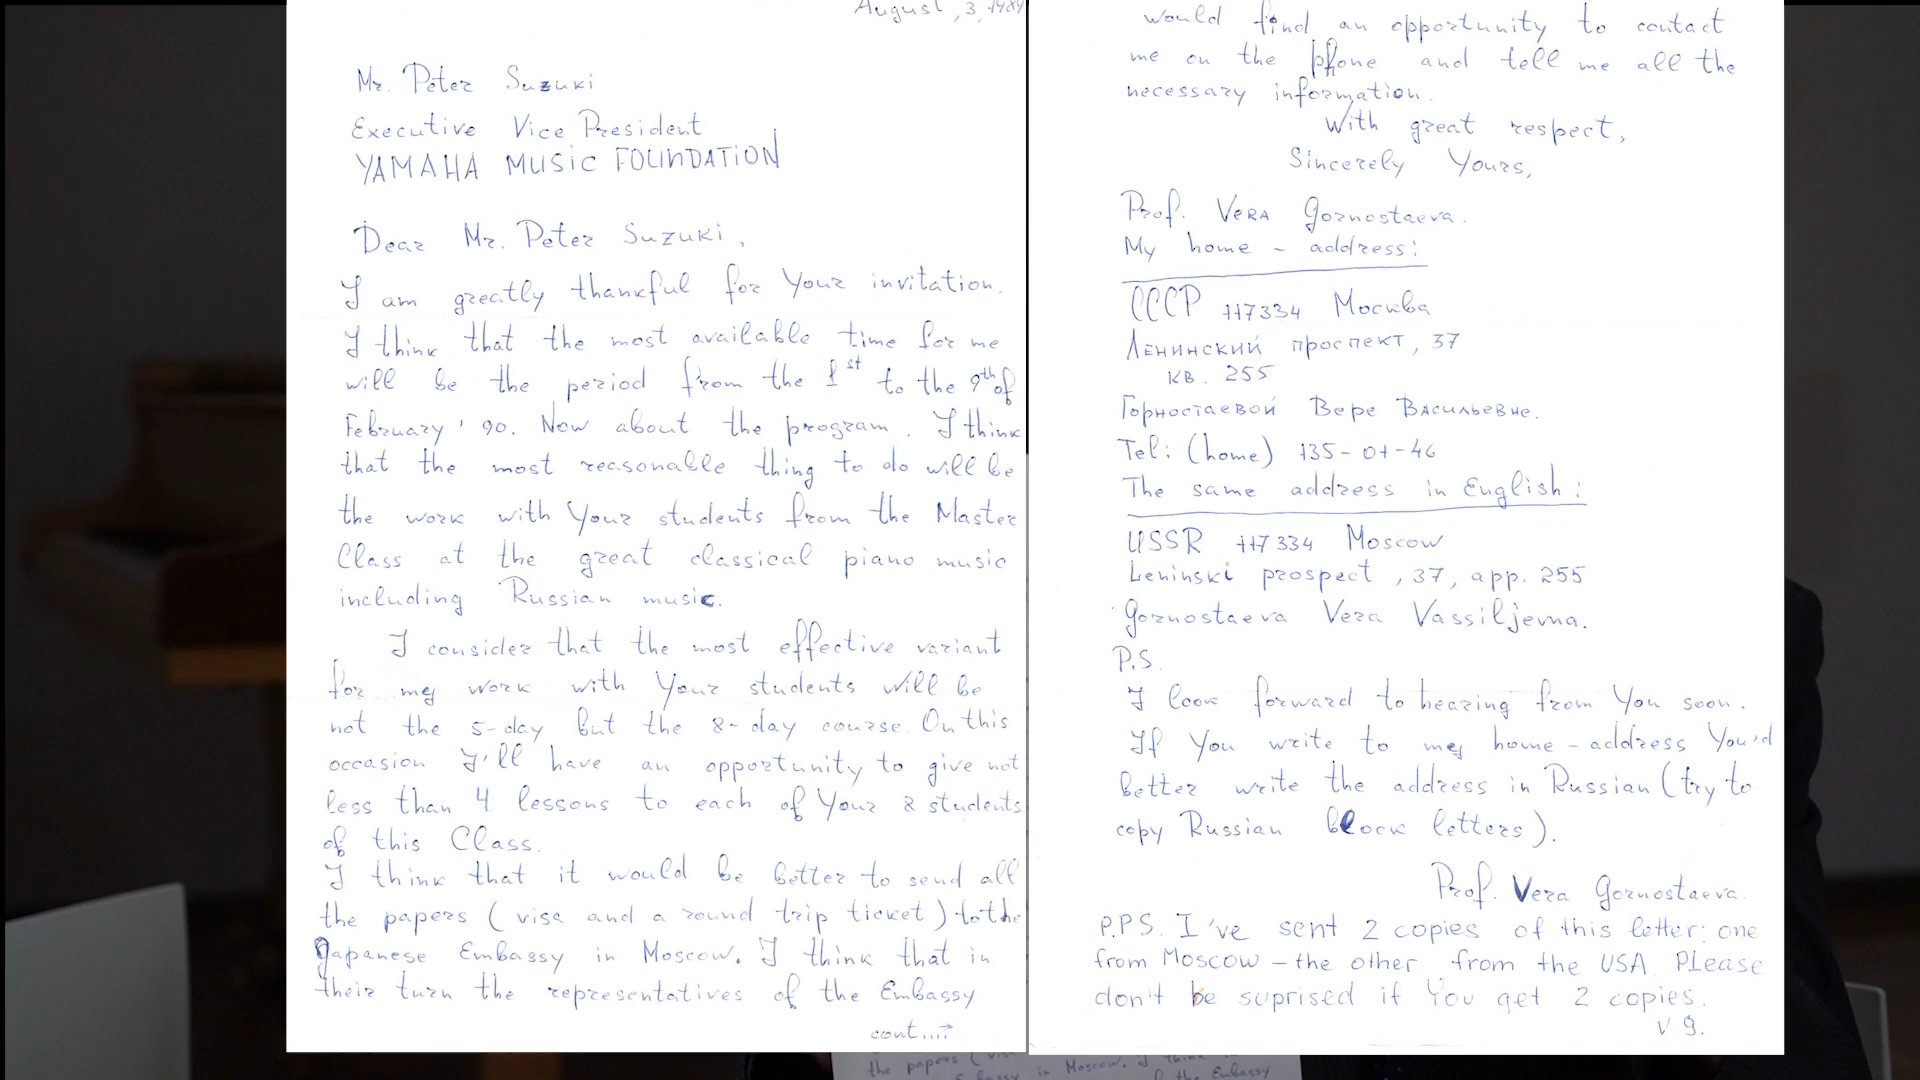 August, 3, 1989
Mr. Peter Suzuki
Executive Vice President
YAMAHA MUSIC FOUNDATION
Dear Mr. Peter Suzuki,
I am greatly thankful for Your invitation.
I think that the most available time for me
will be the period from the 1st to the 9th of
February '90. Now about the program. I think
that the most reasonable thing to do will be
the work with Your students from the Master
Class at the great classical piano music
including Russian music.
I consider that the most effective variant
for my work with Your students will be
not the 5-day but the 8-day course. On this
occasion I'll have an opportunity to give not
less than 4 lessons to each of Your 8 students
of this Class.
I think that it would be better to send all
the papers (visa and a round trip ticket) to the
Japanese Embassy in Moscow. I think that in
their turn the representatives of the Embassy
cont...→
would find an opportunity to contact
me on the phone and tell me all the
necessary information.
With great respect,
Sincerely Yours,
Prof. Vera Gornostaeva.
My home - address:
СССР 117334 Москва
Ленинский проспект, 37
кв. 255
Горностаевой Вере Васильевне.
Tel: (home) 135-01-46
The same address in English:
USSR 117334 Moscow
Leninski prospect, 37, app. 255
Gornostaeva Vera Vassiljevna.
P.S.
I look forward to hearing from You soon.
If You write to my home-address You'd
better write the address in Russian (try to
copy Russian block letters).
Prof. Vera Gornostaeva.
P.P.S. I've sent 2 copies of this letter: one
from Moscow - the other from the USA. Please
don't be suprised if You get 2 copies.
V G.
the papers (
in Moscow. I think
the Embassy